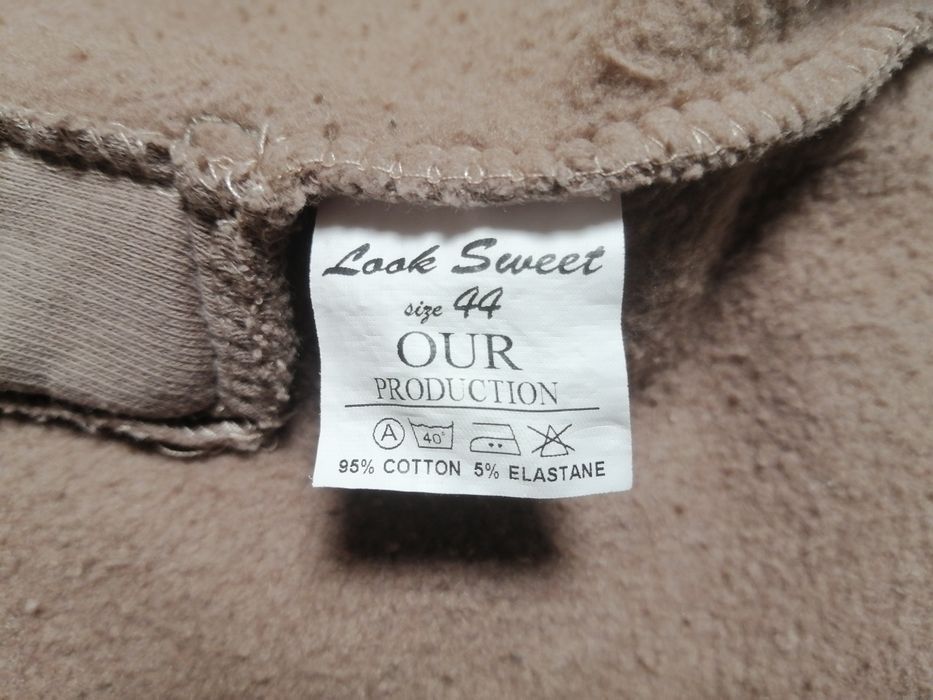 Look Sweet
size 44
OUR
PRODUCTION
A 40°
95% COTTON 5% ELASTANE